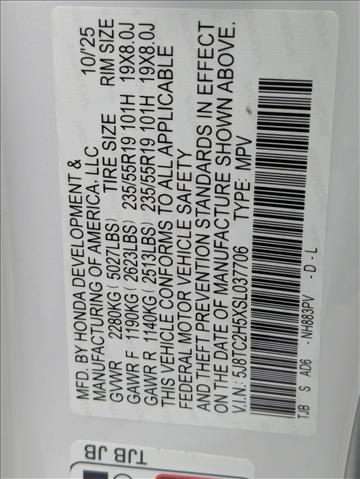 MFD. BY HONDA DEVELOPMENT &
MANUFACTURING OF AMERICA, LLC 10/'25
GVWR 2280KG (5027LBS) TIRE SIZE RIM SIZE
GAWR F 1190KG (2623LBS) 235/55R19 101H 19X8.0J
GAWR R 1140KG (2513LBS) 235/55R19 101H 19X8.0J
THIS VEHICLE CONFORMS TO ALL APPLICABLE
FEDERAL MOTOR VEHICLE SAFETY
AND THEFT PREVENTION STANDARDS IN EFFECT
ON THE DATE OF MANUFACTURE SHOWN ABOVE.
V.I.N: 5J8TC2H5XSL037706 TYPE: MPV
TJB S AD6 - NH883PV - D - L
TJB JB